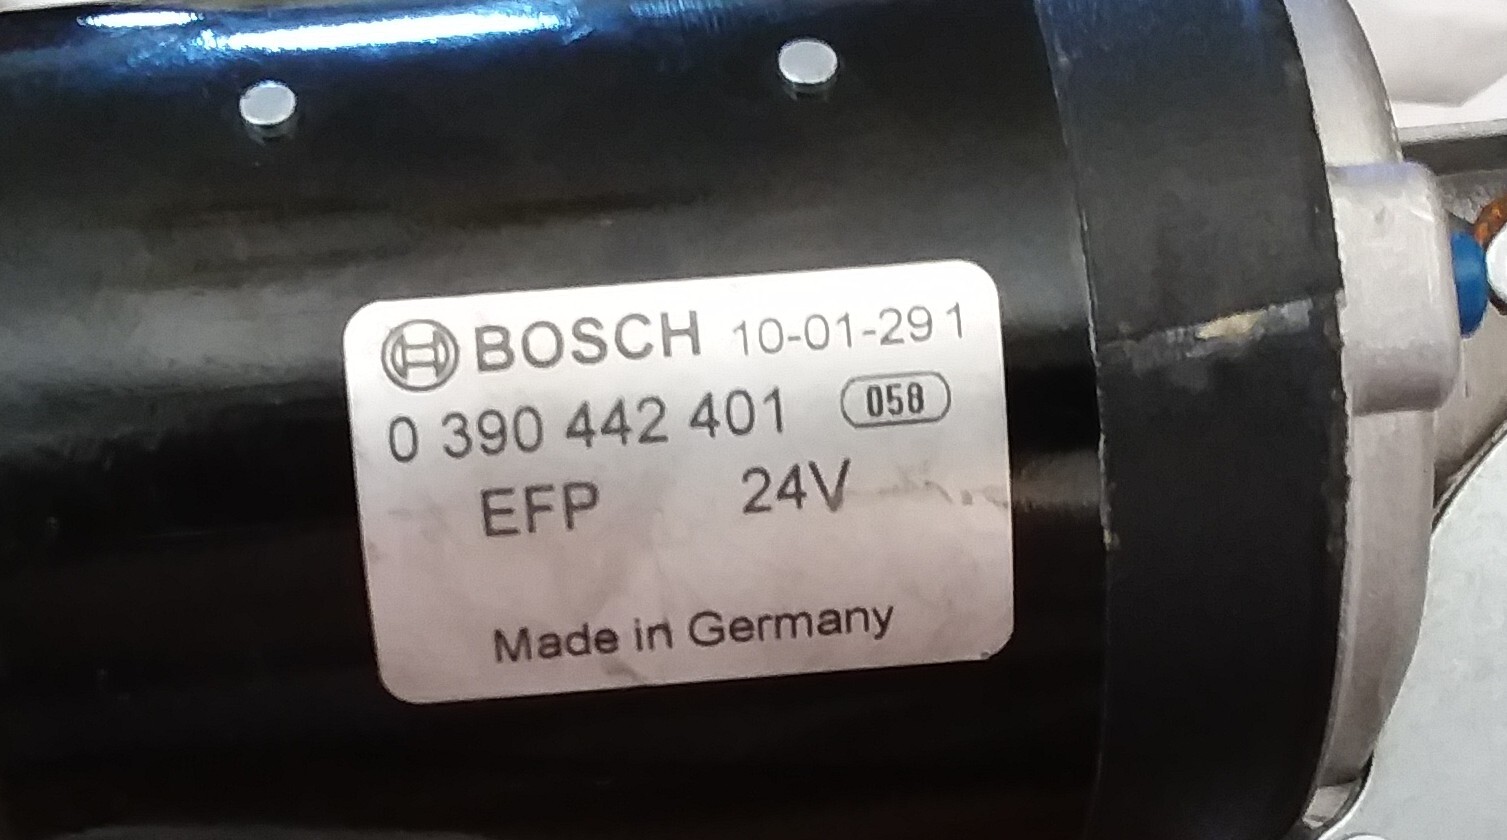 BOSCH 10-01-29 1
0 390 442 401 058
EFP 24V
Made in Germany